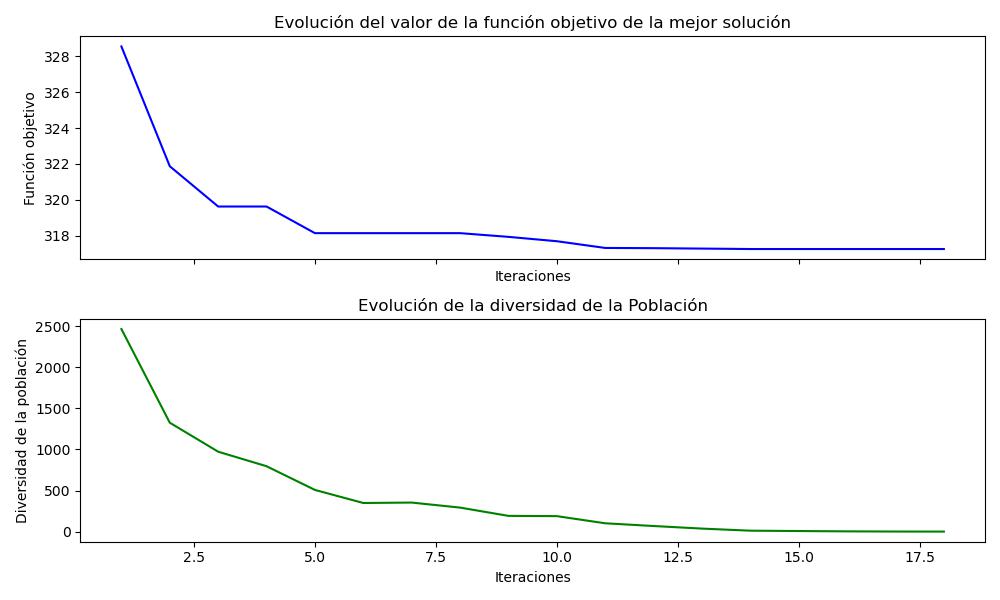 Evolución del valor de la función objetivo de la mejor solución
328
326
324
322
320
318
Función objetivo
Iteraciones
Evolución de la diversidad de la Población
2500
2000
1500
1000
500
0
Diversidad de la población
2.5 5.0 7.5 10.0 12.5 15.0 17.5
Iteraciones